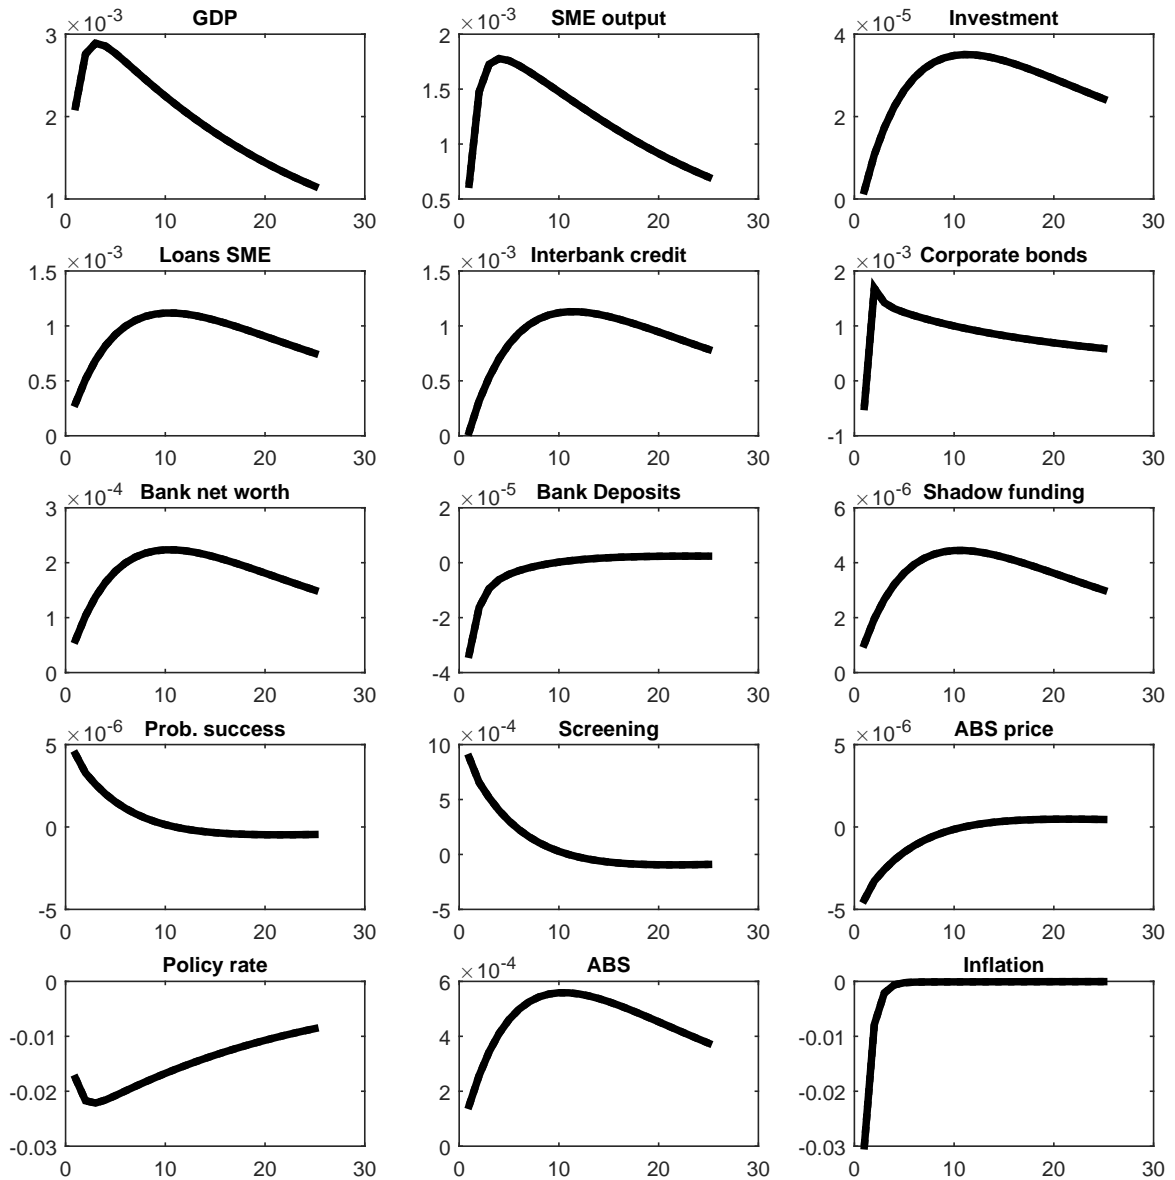 ×10-3 GDP
3
2
1
0 10 20 30
×10-3 SME output
2
1.5
1
0.5
0 10 20 30
×10-5 Investment
4
2
0
0 10 20 30
×10-3 Loans SME
1.5
1
0.5
0
0 10 20 30
×10-3 Interbank credit
1.5
1
0.5
0
0 10 20 30
×10-3 Corporate bonds
2
1
0
-1
0 10 20 30
×10-4 Bank net worth
3
2
1
0
0 10 20 30
×10-5 Bank Deposits
2
0
-2
-4
0 10 20 30
×10-6 Shadow funding
6
4
2
0
0 10 20 30
×10-6 Prob. success
5
0
-5
0 10 20 30
×10-4 Screening
10
5
0
-5
0 10 20 30
×10-6 ABS price
5
0
-5
0 10 20 30
Policy rate
0
-0.01
-0.02
-0.03
0 10 20 30
×10-4 ABS
6
4
2
0
0 10 20 30
Inflation
0
-0.01
-0.02
-0.03
0 10 20 30